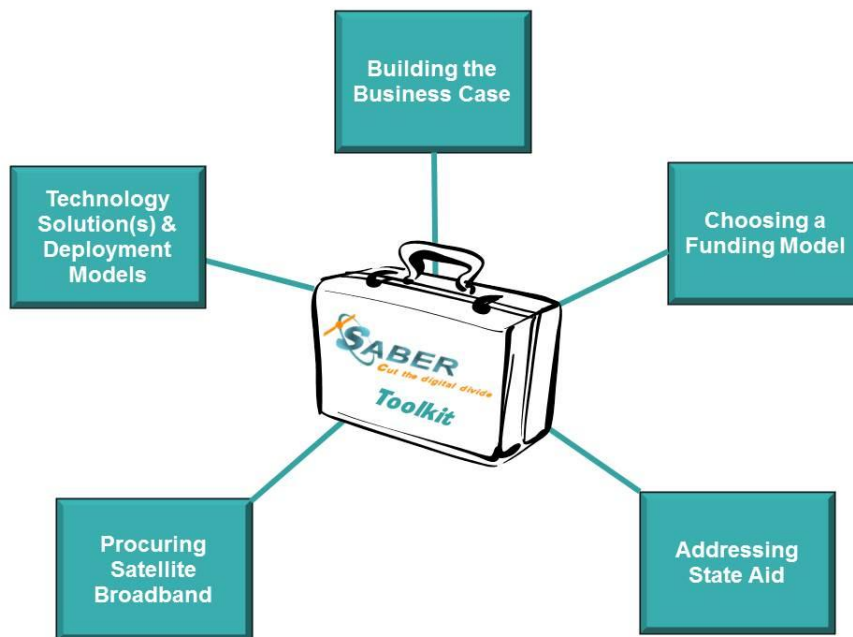 Building the
Business Case
Technology
Solution(s) &
Deployment
Models
Choosing a
Funding Model
SABER
Cut the digital divide
Toolkit
Procuring
Satellite
Broadband
Addressing
State Aid